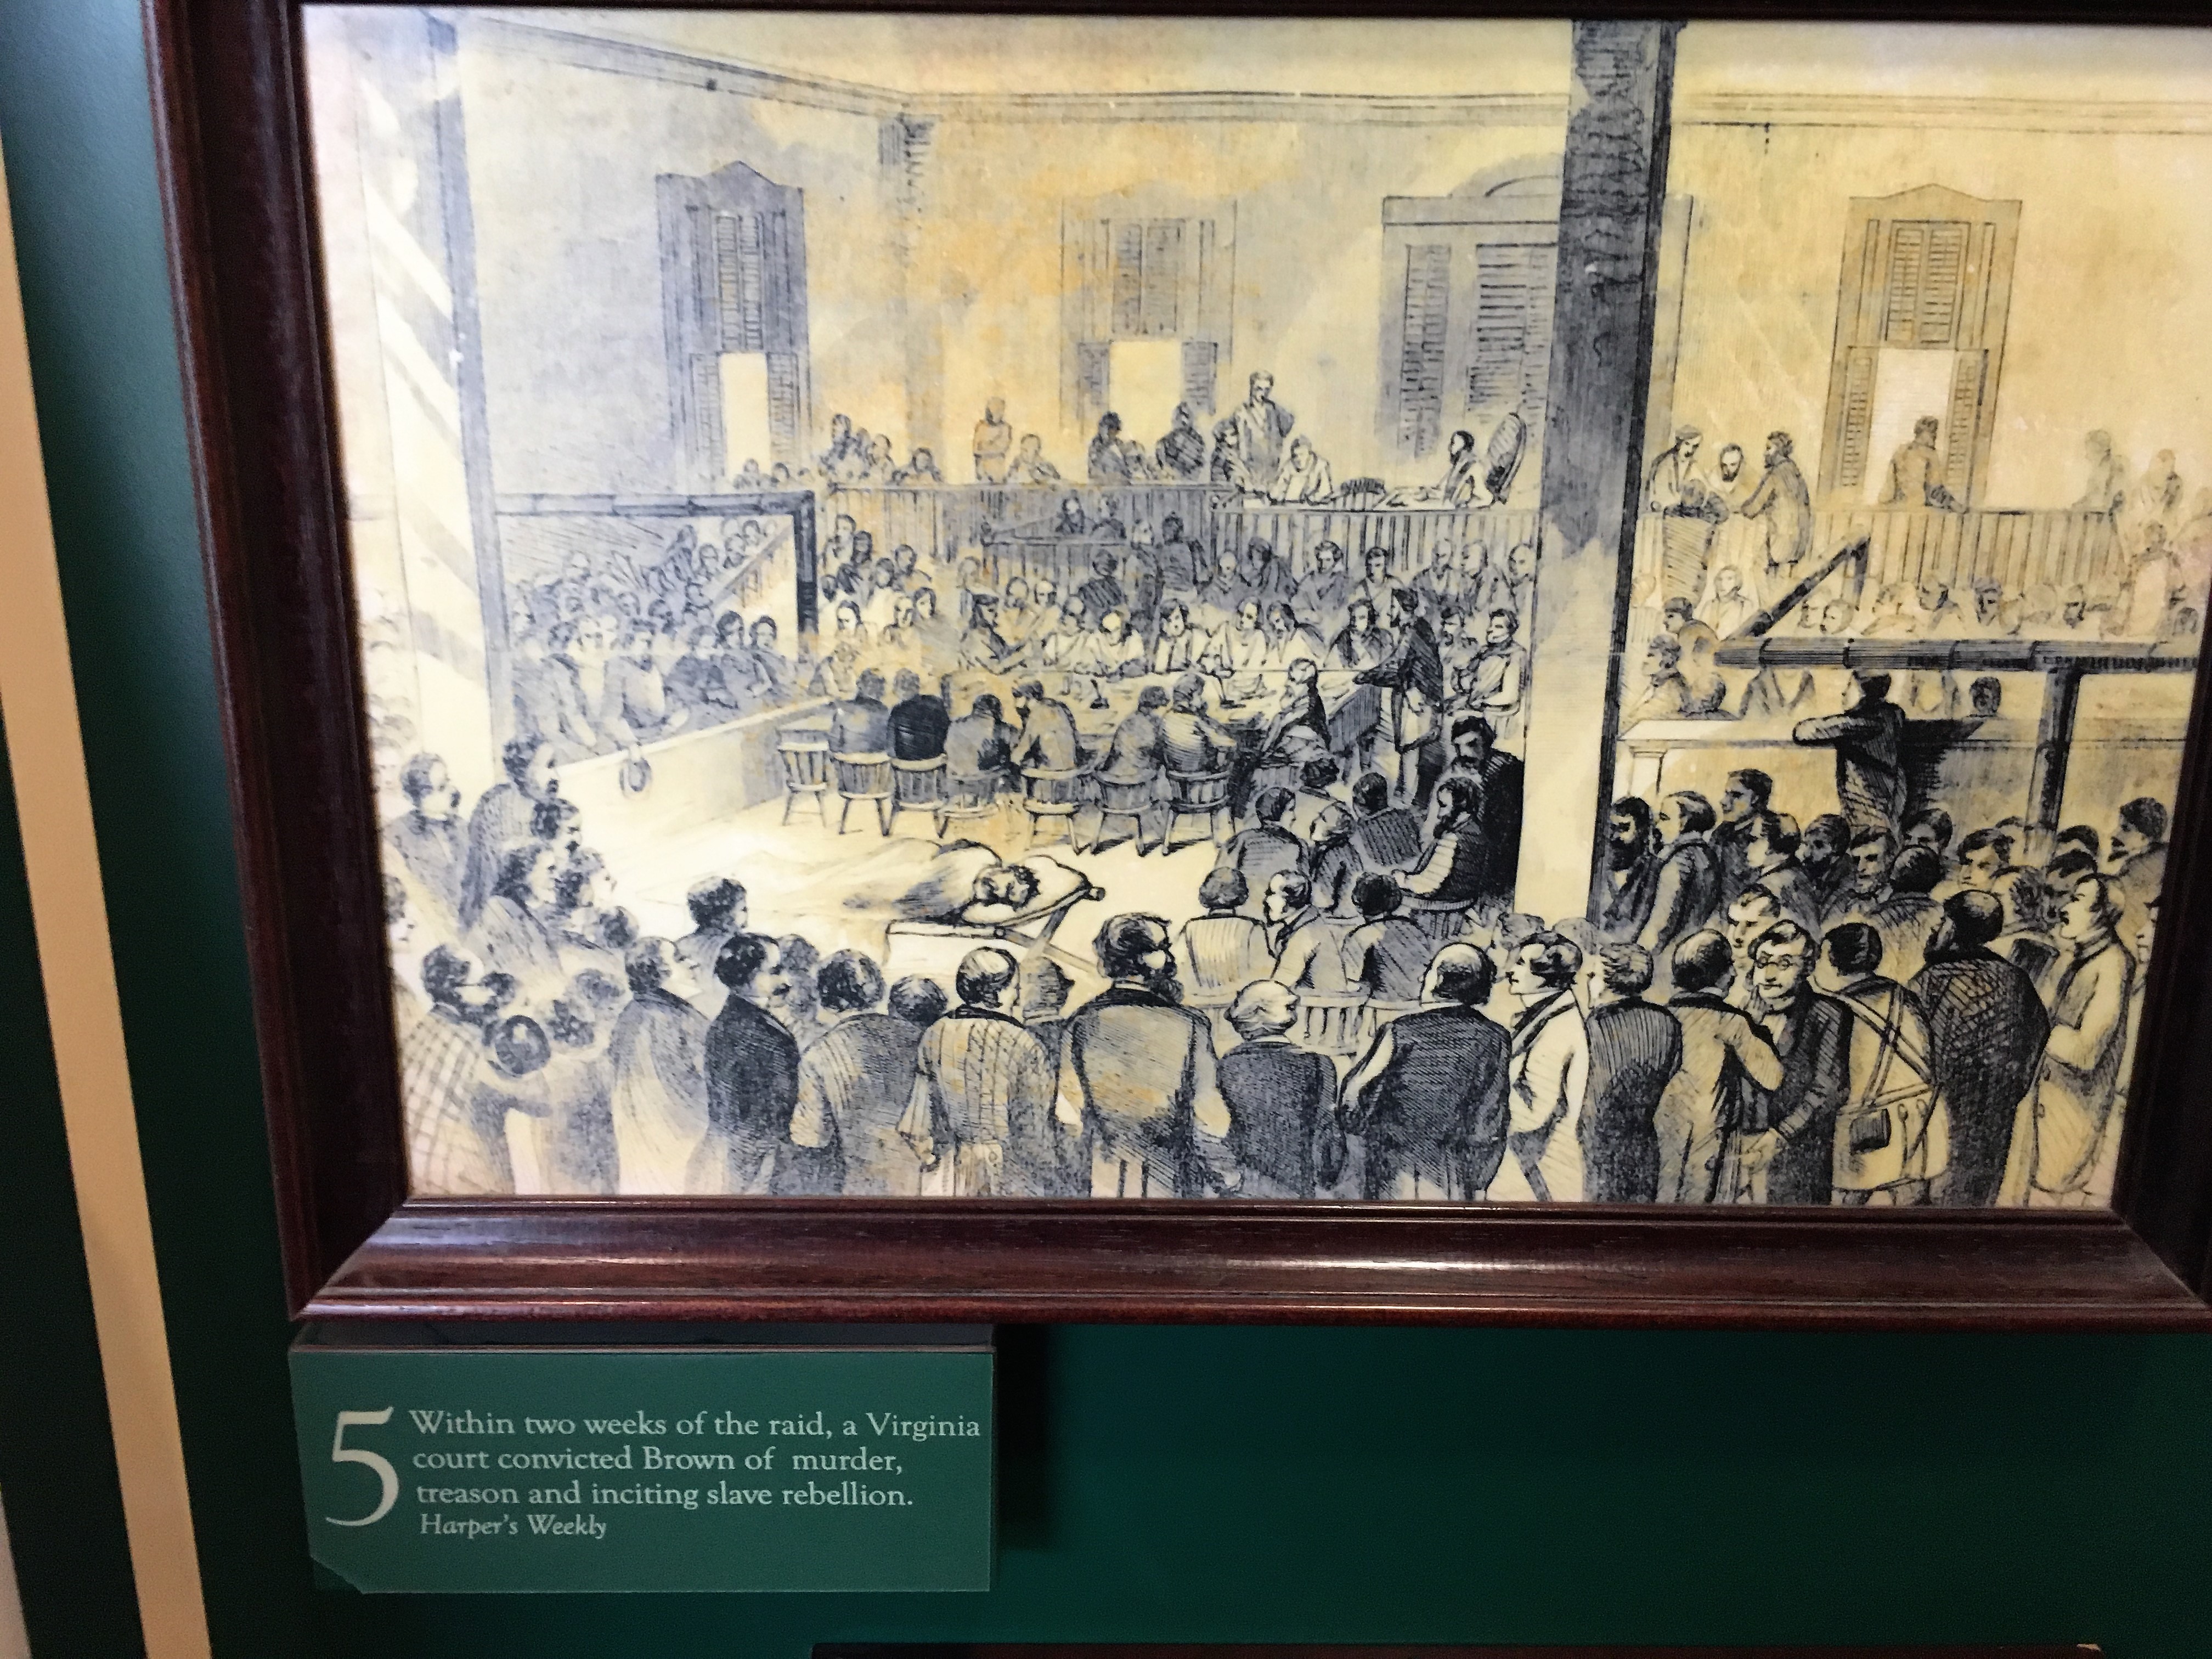 5
Within two weeks of the raid, a Virginia
court convicted Brown of murder,
treason and inciting slave rebellion.
Harper's Weekly